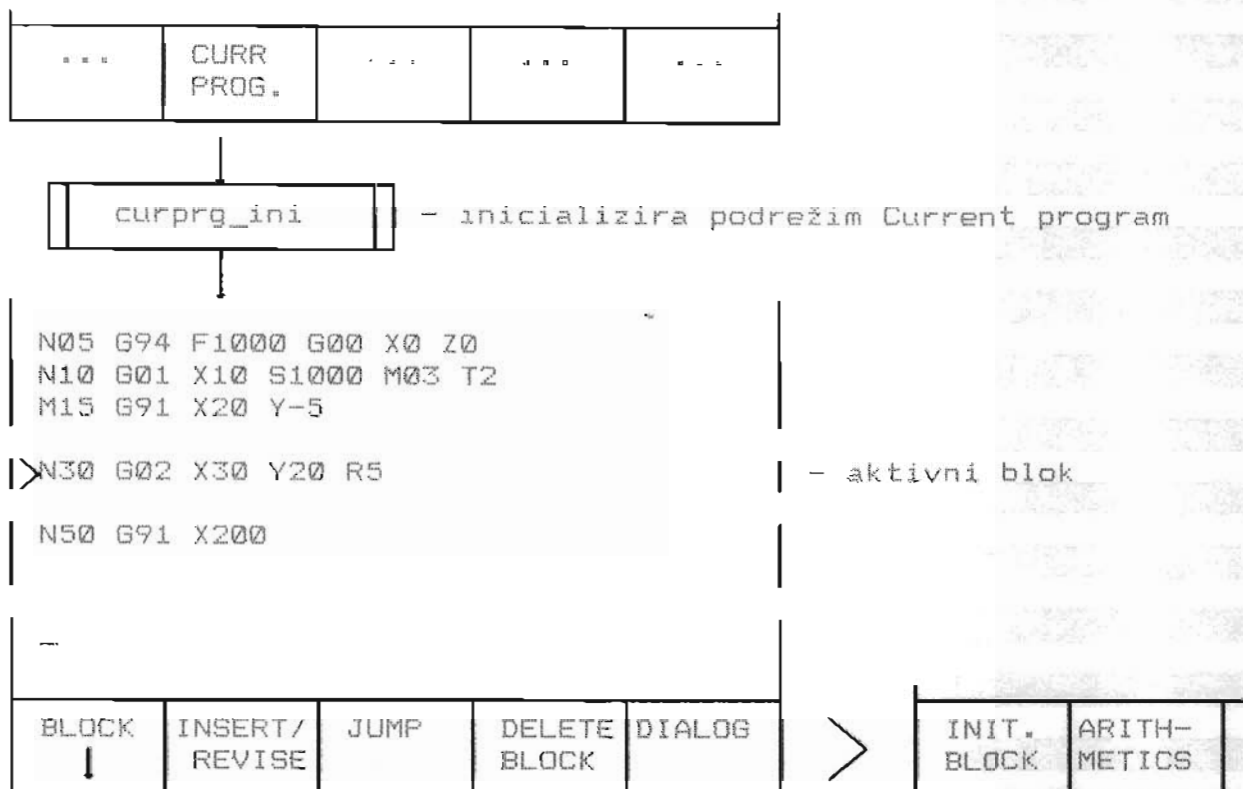 ... CURR ... ... ...
PROG.
curprg_ini - inicializira podrežim Current program
N05 G94 F1000 G00 X0 Z0
N10 G01 X10 S1000 M03 T2
M15 G91 X20 Y-5
>N30 G02 X30 Y20 R5 - aktivni blok
N50 G91 X200
BLOCK INSERT/ JUMP DELETE DIALOG > INIT. ARITH-
↓ REVISE BLOCK BLOCK METICS